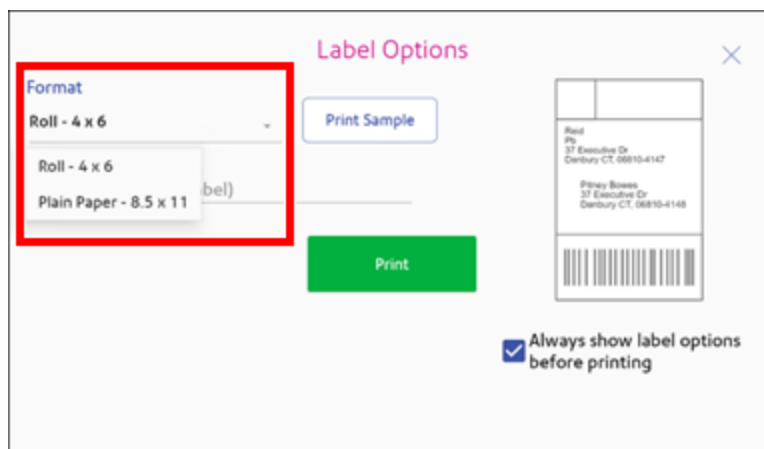 Label Options
Format
Roll - 4 x 6
Print Sample
Roll - 4 x 6
Plain Paper - 8.5 x 11
bel)
Print
Reid
Pb
37 Executive Dr
Danbury CT, 06810-4147
Pitney Bowes
37 Executive Dr
Danbury CT, 06810-4148
Always show label options
before printing